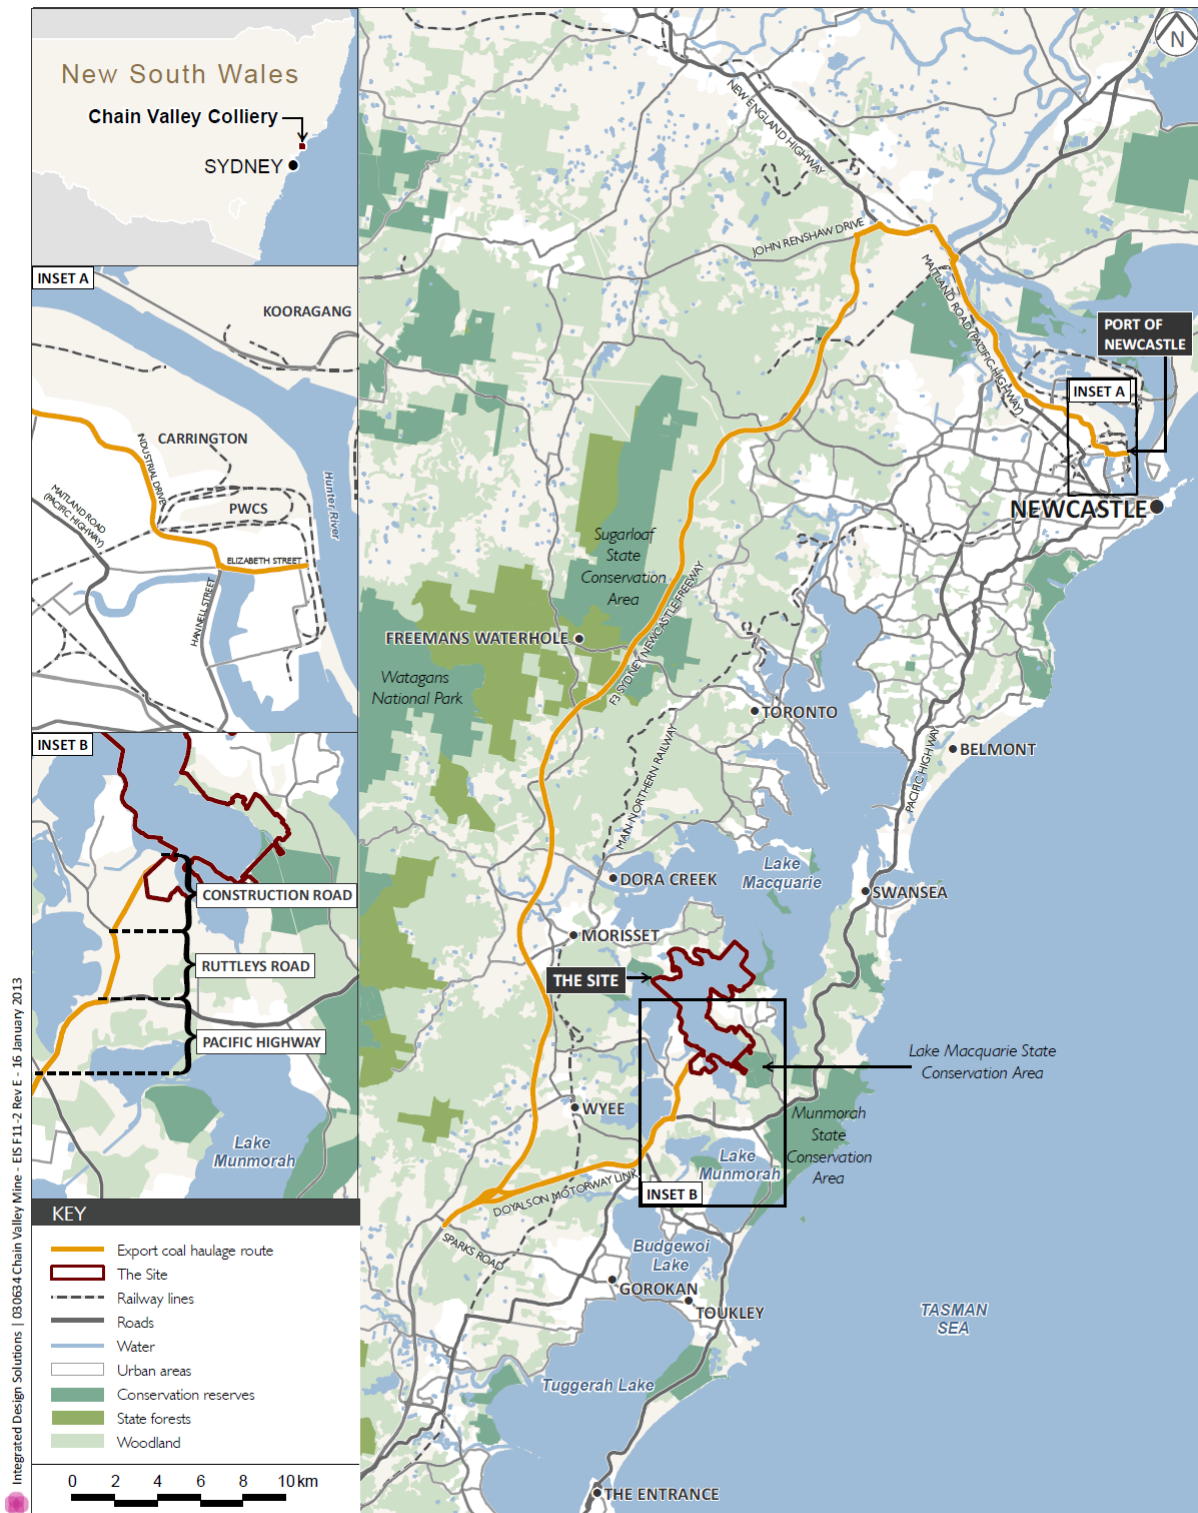 New South Wales
Chain Valley Colliery
SYDNEY
INSET A
KOORAGANG
CARRINGTON
INDUSTRIAL DRIVE
MAITLAND ROAD
(PACIFIC HIGHWAY)
PWCS
Hunter River
ELIZABETH STREET
HANNELL STREET
INSET B
CONSTRUCTION ROAD
RUTTLEYS ROAD
PACIFIC HIGHWAY
Lake
Munmorah
KEY
Export coal haulage route
The Site
Railway lines
Roads
Water
Urban areas
Conservation reserves
State forests
Woodland
0 2 4 6 8 10 km
Integrated Design Solutions | 030634 Chain Valley Mine - EIS F11-2 Rev E - 16 January 2013
N
NEW ENGLAND HIGHWAY
JOHN RENSHAW DRIVE
MAITLAND ROAD (PACIFIC HIGHWAY)
PORT OF
NEWCASTLE
INSET A
NEWCASTLE
Sugarloaf
State
Conservation
Area
FREEMANS WATERHOLE
F3 SYDNEY NEWCASTLE FREEWAY
Watagans
National Park
TORONTO
BELMONT
MAIN NORTHERN RAILWAY
PACIFIC HIGHWAY
Lake
Macquarie
DORA CREEK
SWANSEA
MORISSET
THE SITE
Lake Macquarie State
Conservation Area
WYEE
Munmorah
State
Conservation
Area
Lake
Munmorah
DOYALSON MOTORWAY LINK
INSET B
SPARKS ROAD
Budgewoi
Lake
GOROKAN
TOUKLEY
TASMAN
SEA
Tuggerah Lake
THE ENTRANCE